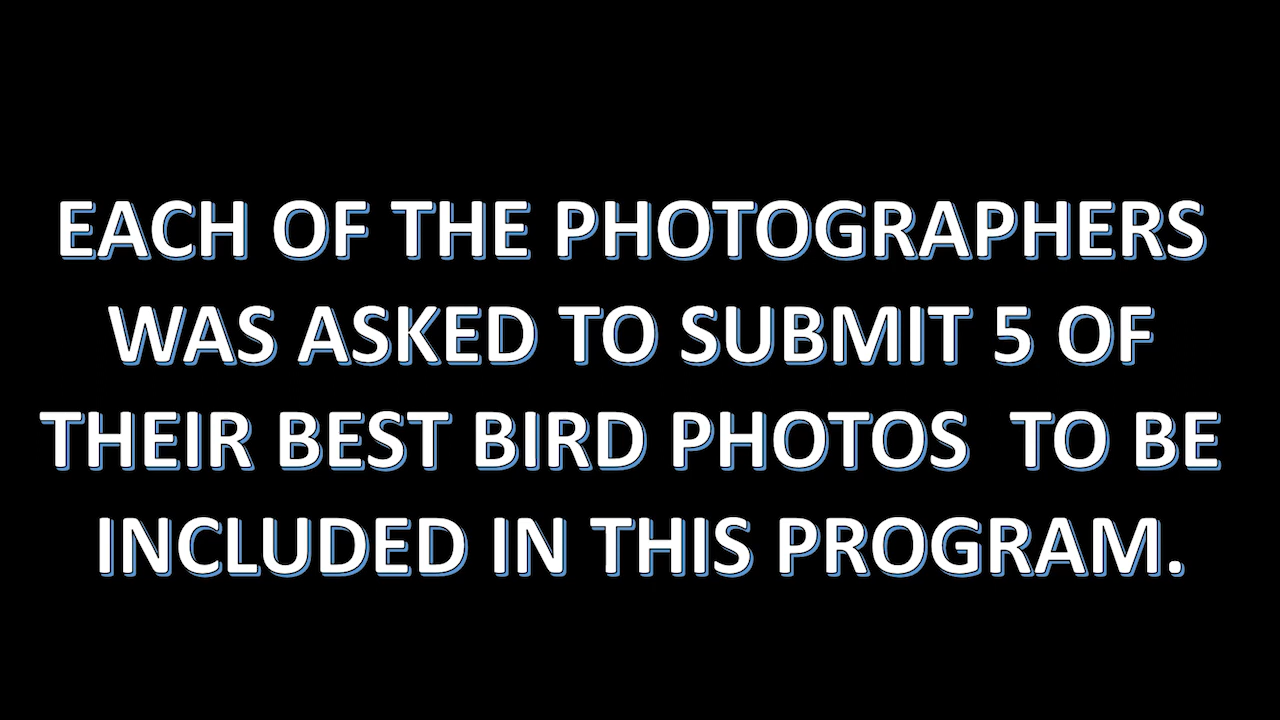 EACH OF THE PHOTOGRAPHERS
WAS ASKED TO SUBMIT 5 OF
THEIR BEST BIRD PHOTOS  TO BE
INCLUDED IN THIS PROGRAM.